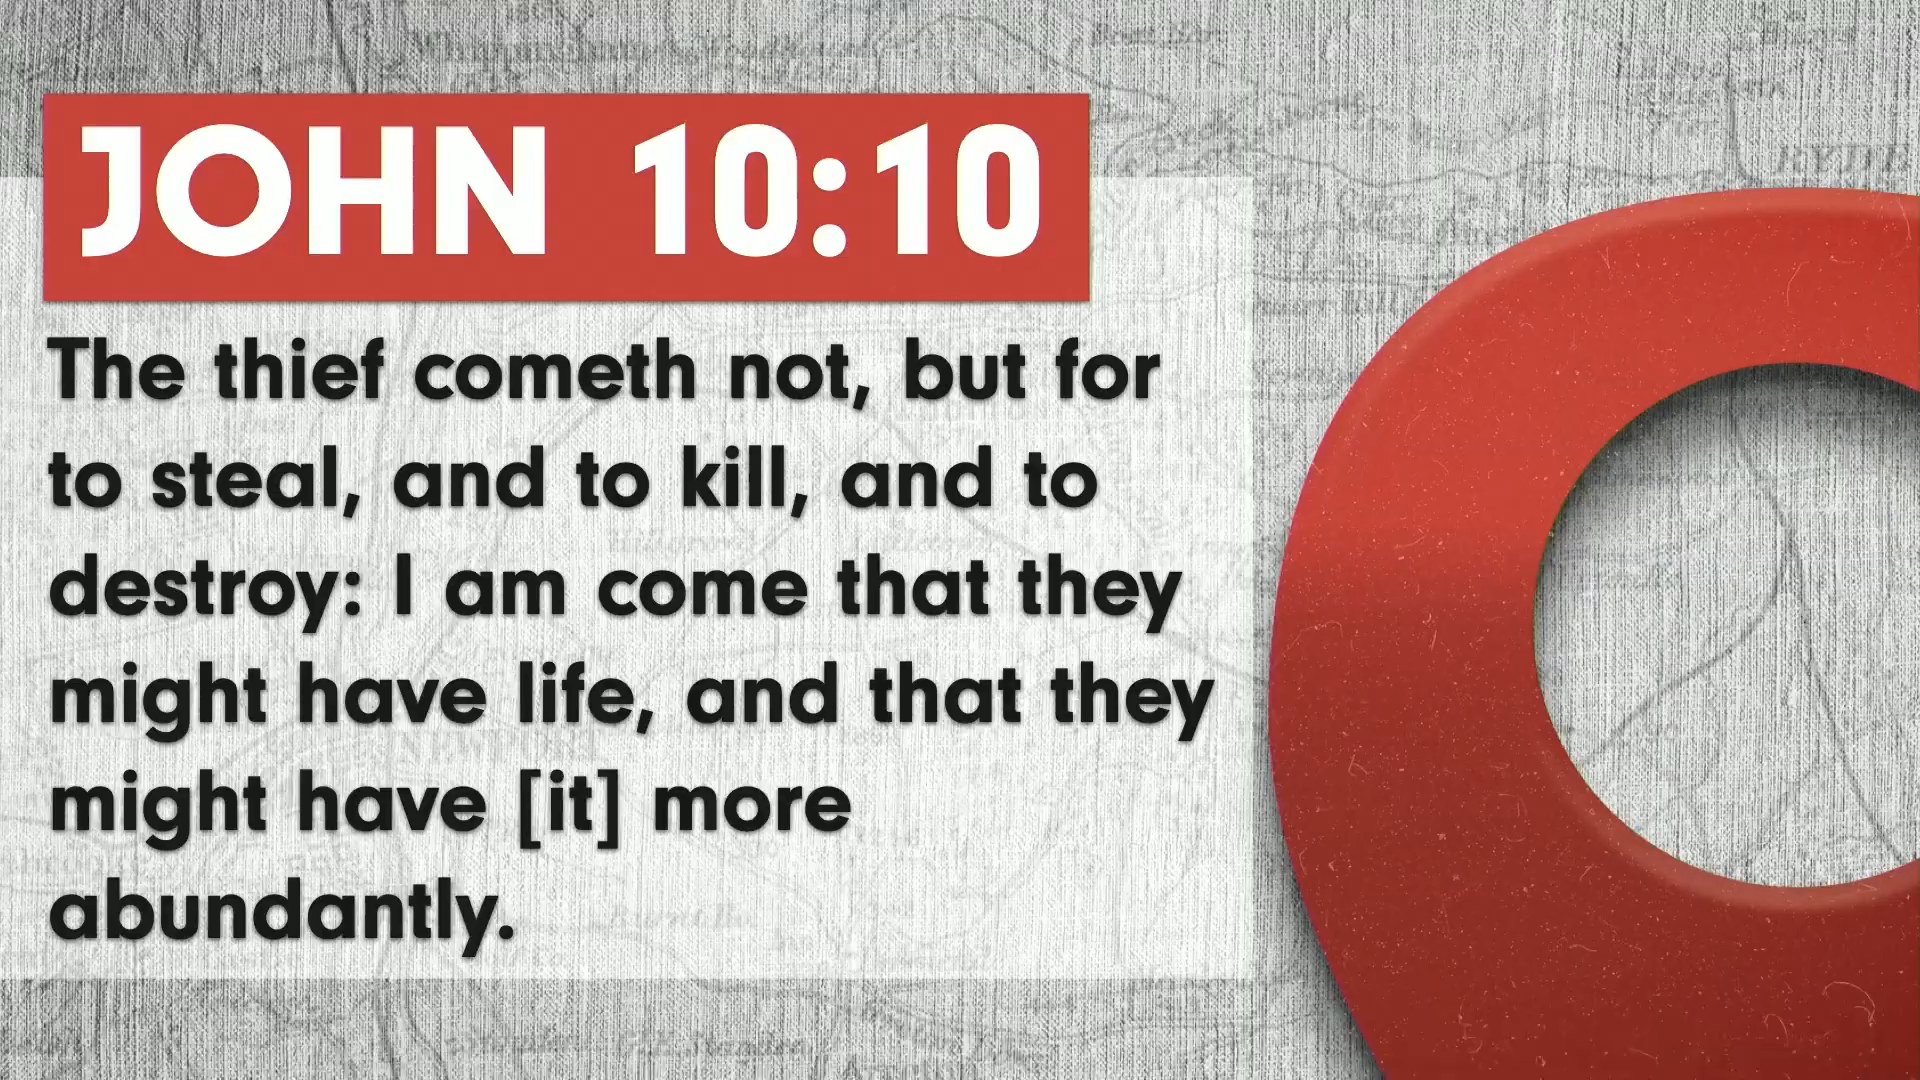 JOHN 10:10
The thief cometh not, but for
to steal, and to kill, and to
destroy: I am come that they
might have life, and that they
might have [it] more
abundantly.